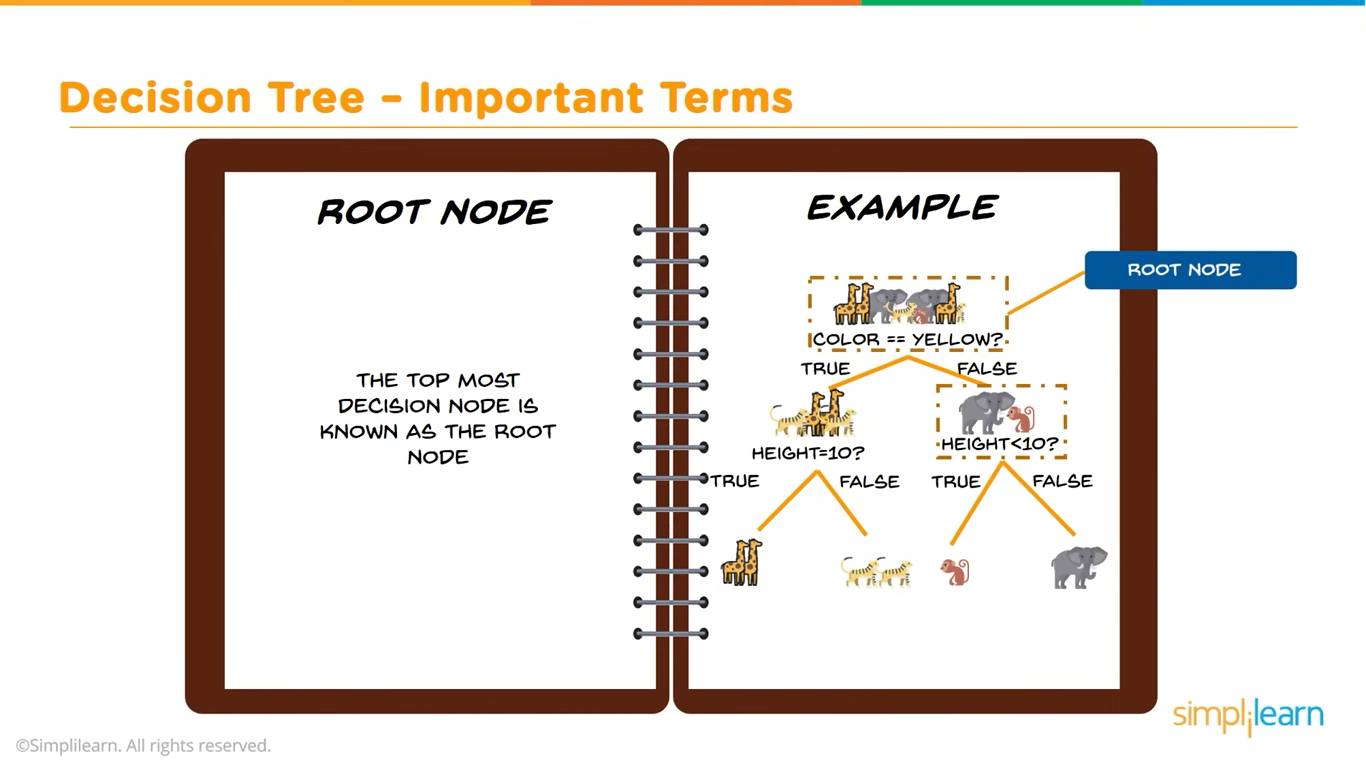 Decision Tree – Important Terms
ROOT NODE
THE TOP MOST
DECISION NODE IS
KNOWN AS THE ROOT
NODE
EXAMPLE
ROOT NODE
COLOR == YELLOW?
TRUE FALSE
HEIGHT=10?
HEIGHT<10?
TRUE FALSE TRUE FALSE
simplilearn
©Simplilearn. All rights reserved.